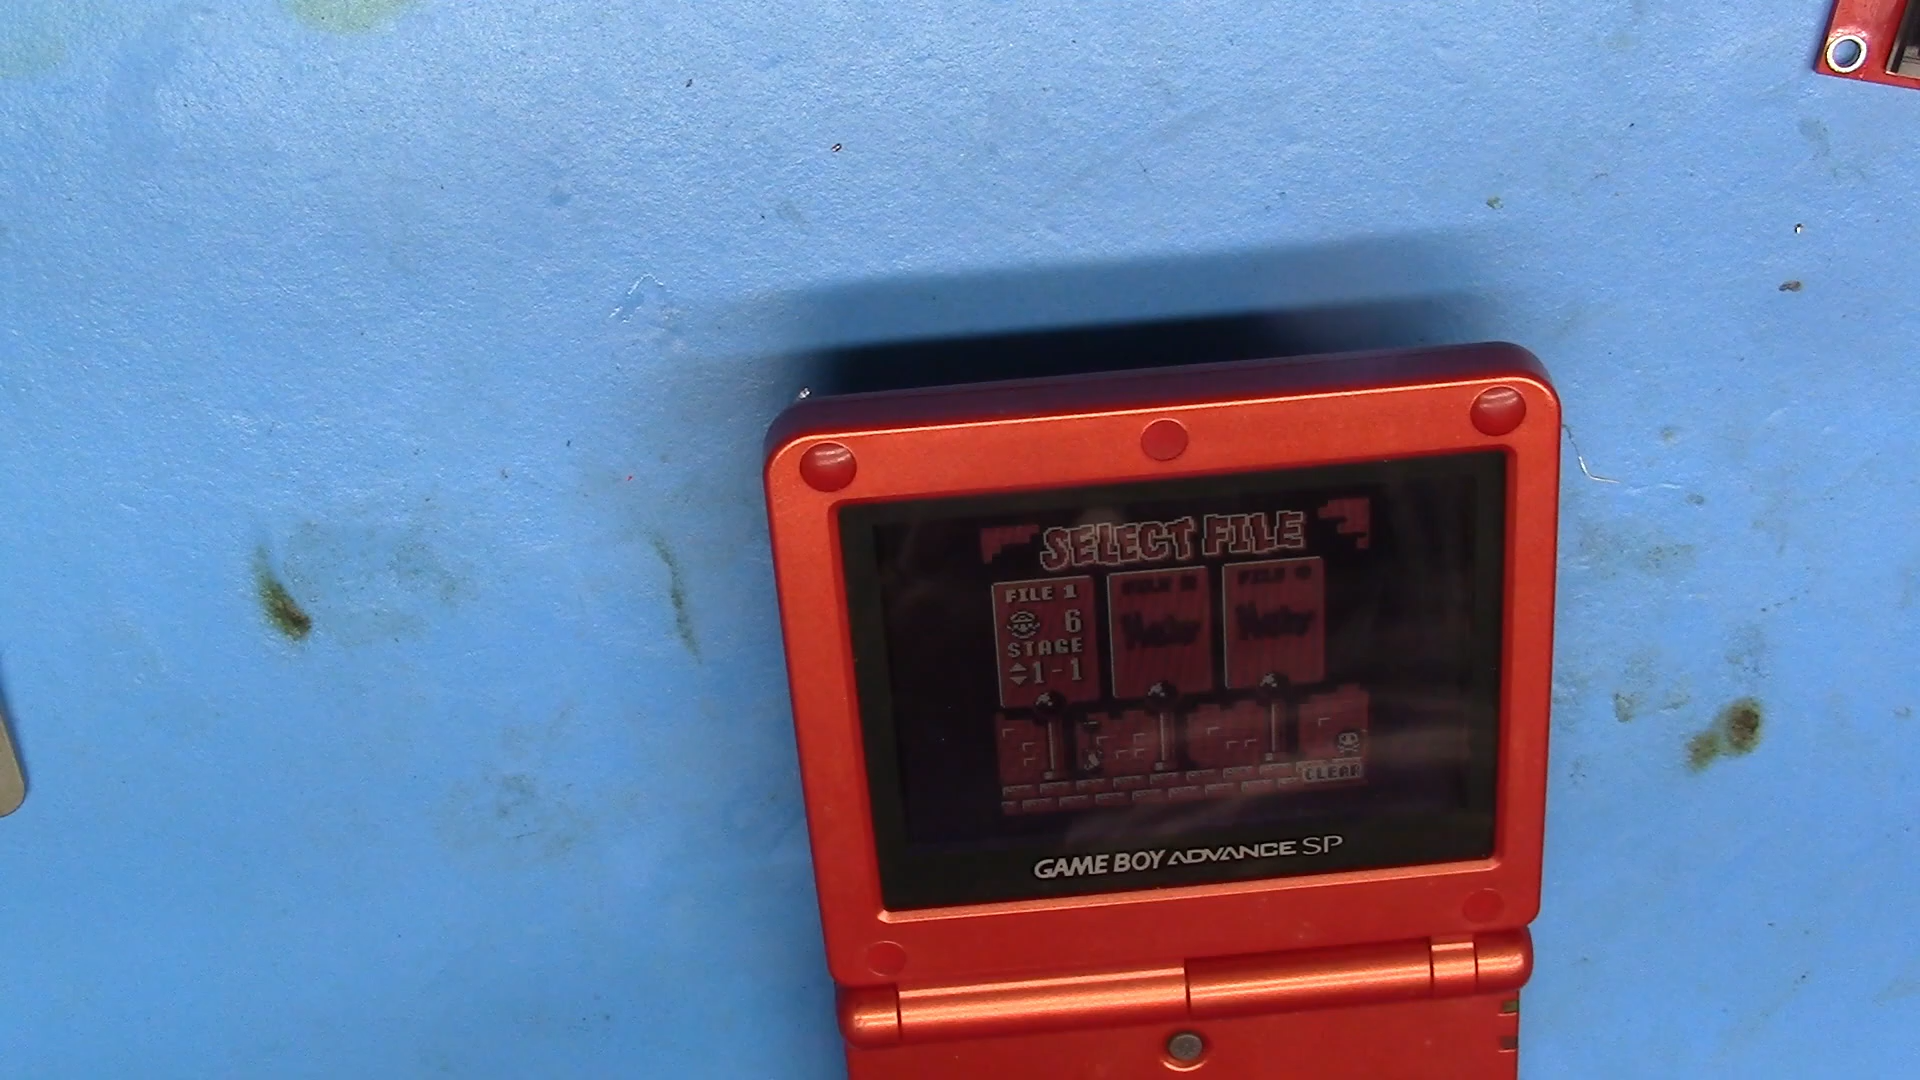 SELECT FILE
FILE 1
6
STAGE
1-1
CLEAR
GAME BOY ADVANCE SP